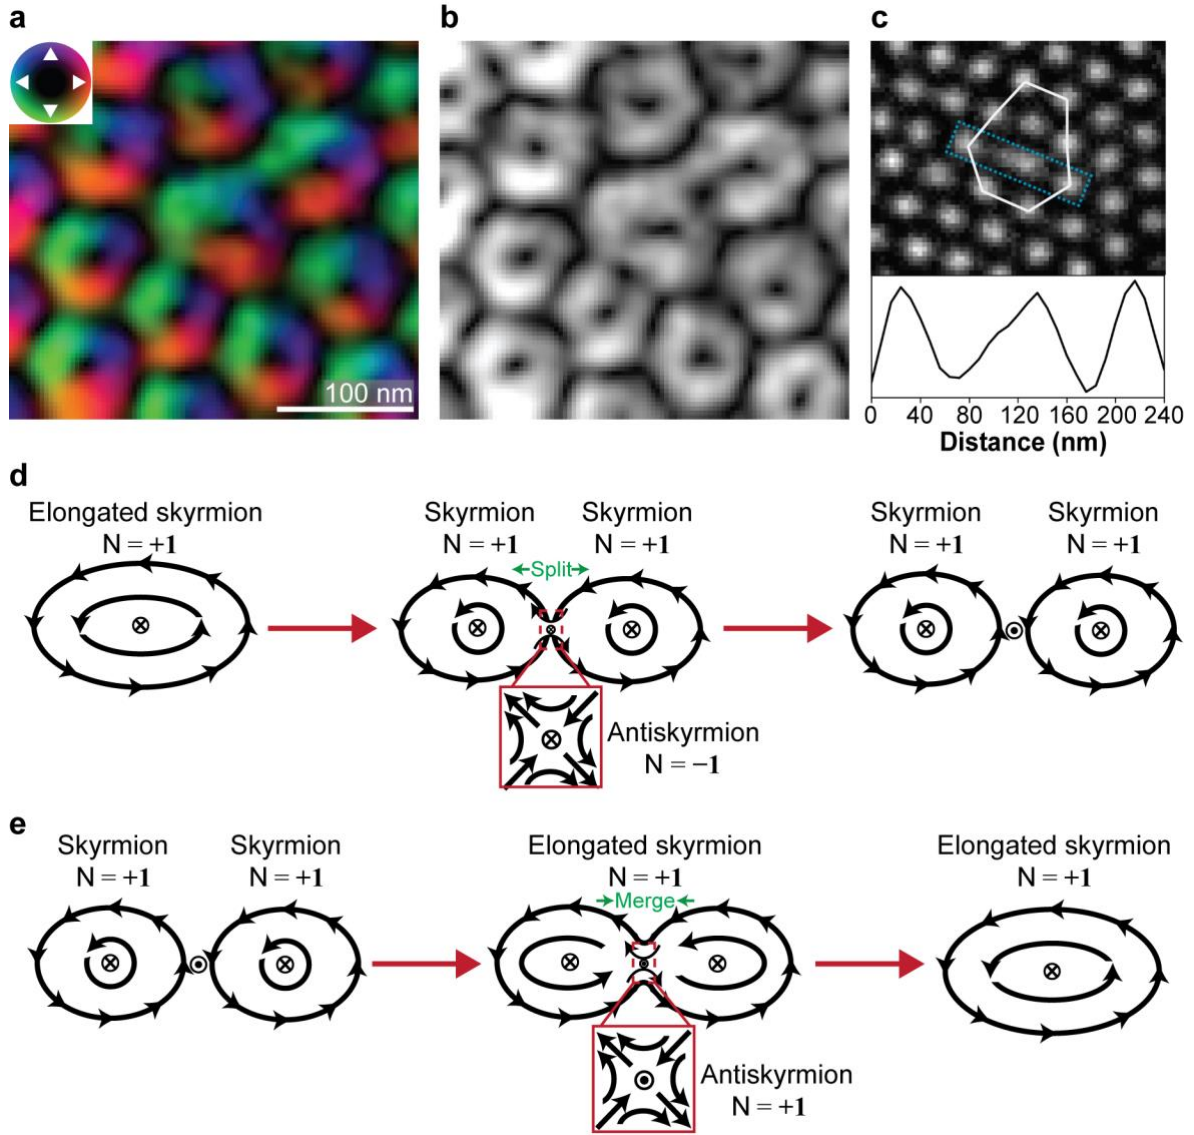 a
b
c
100 nm
0 40 80 120 160 200 240
Distance (nm)
d
Elongated skyrmion
N = +1
Skyrmion
N = +1
Skyrmion
N = +1
Split
Skyrmion
N = +1
Skyrmion
N = +1
Antiskyrmion
N = −1
e
Skyrmion
N = +1
Skyrmion
N = +1
Elongated skyrmion
N = +1
Merge
Elongated skyrmion
N = +1
Antiskyrmion
N = +1